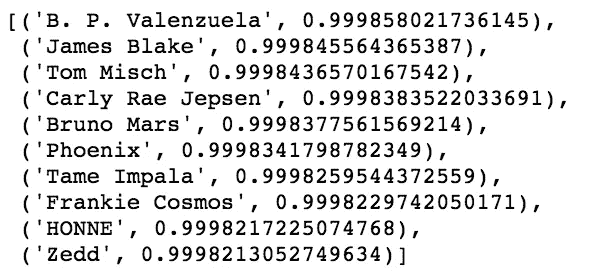 [('B. P. Valenzuela', 0.999858021736145),
('James Blake', 0.999845564365387),
('Tom Misch', 0.9998436570167542),
('Carly Rae Jepsen', 0.9998383522033691),
('Bruno Mars', 0.9998377561569214),
('Phoenix', 0.9998341798782349),
('Tame Impala', 0.9998259544372559),
('Frankie Cosmos', 0.9998229742050171),
('HONNE', 0.9998217225074768),
('Zedd', 0.9998213052749634)]